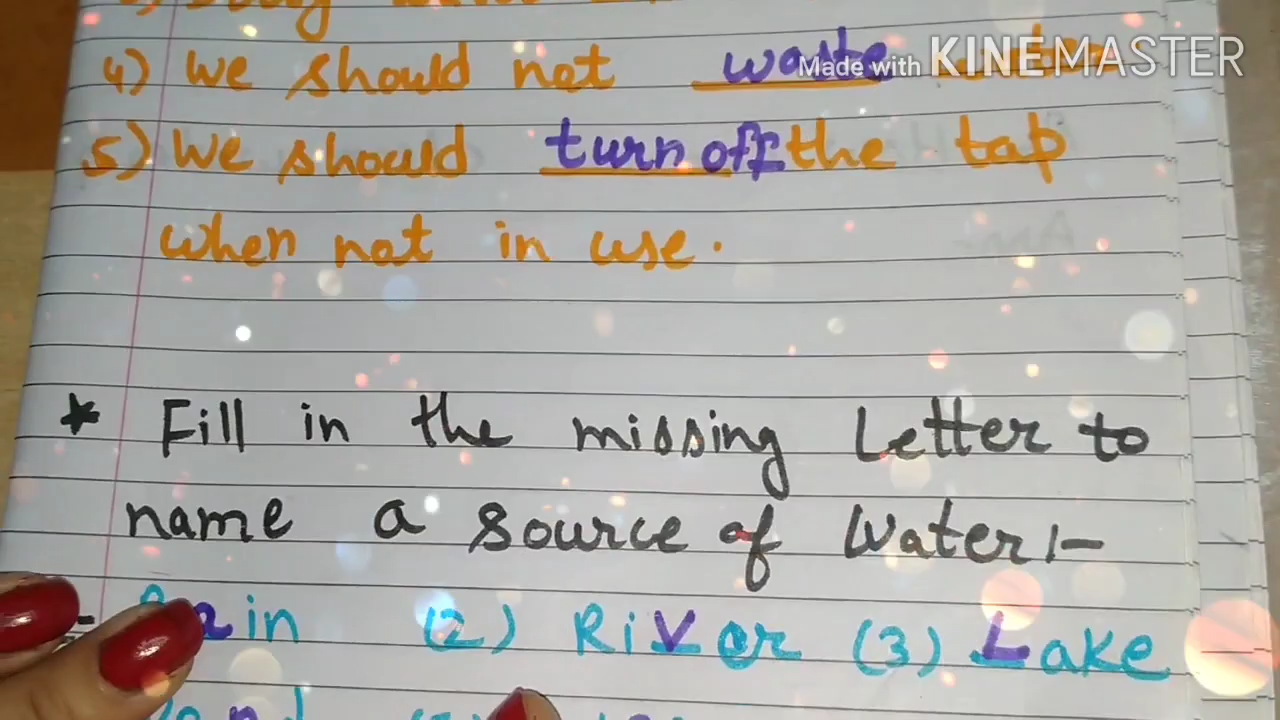 4) We should not waste
Made with KINEMASTER
5) We should turn off the tap
when not in use.
* Fill in the missing Letter to
name a source of Water:-
ain (2) RiVer (3) Lake